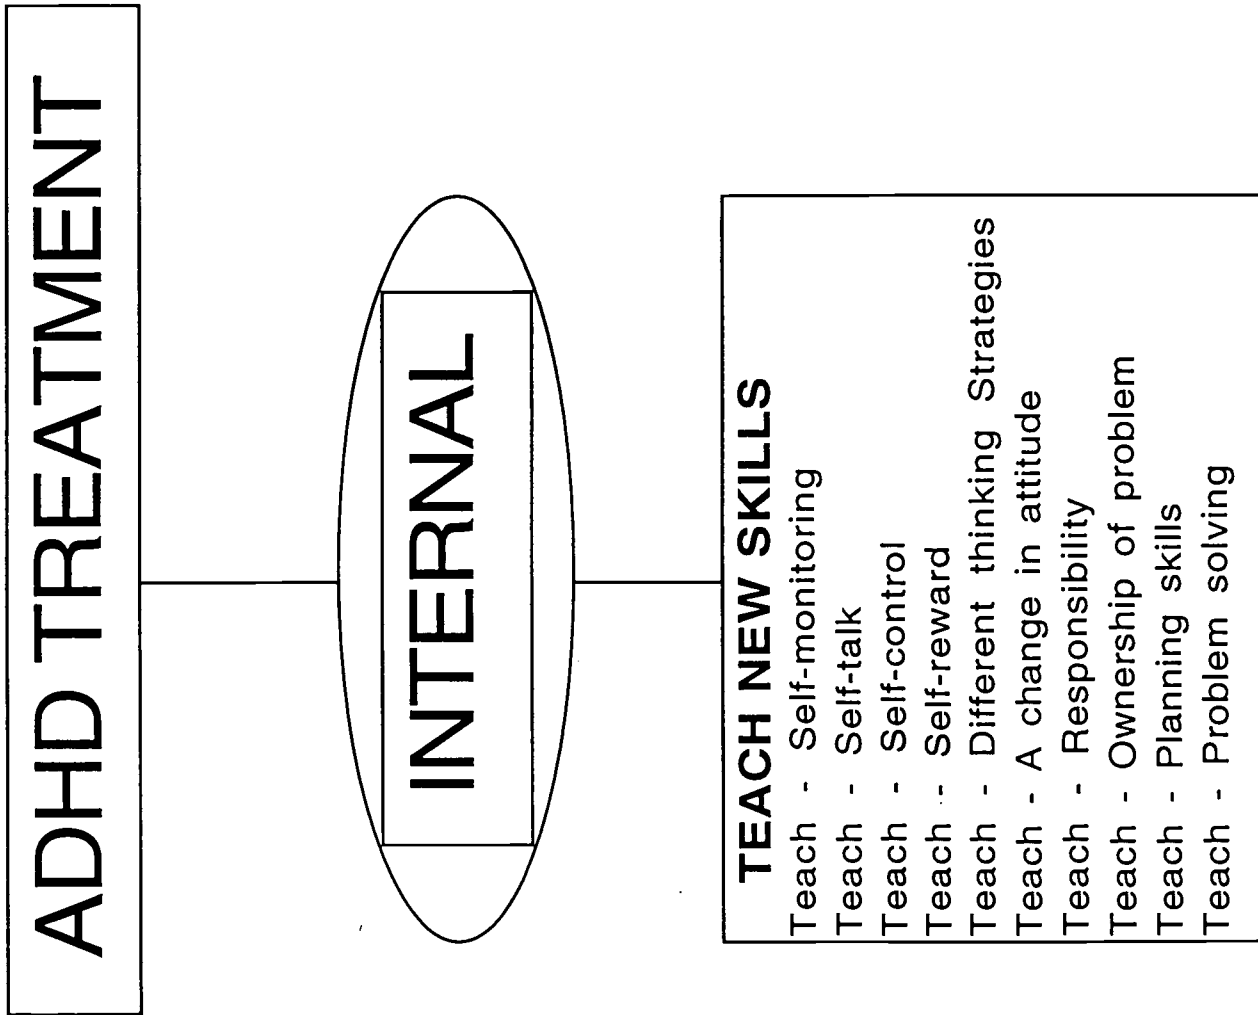 ADHD TREATMENT
INTERNAL
TEACH NEW SKILLS
Teach - Self-monitoring
Teach - Self-talk
Teach - Self-control
Teach - Self-reward
Teach - Different thinking Strategies
Teach - A change in attitude
Teach - Responsibility
Teach - Ownership of problem
Teach - Planning skills
Teach - Problem solving